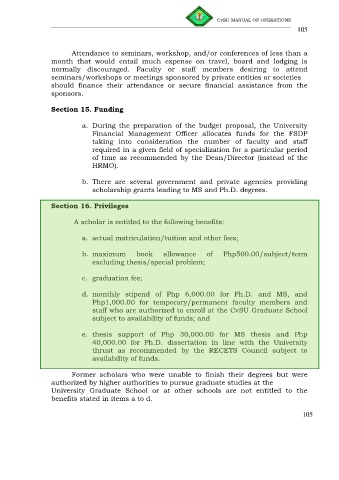 CvSU MANUAL OF OPERATIONS
105
Attendance to seminars, workshop, and/or conferences of less than a
month that would entail much expense on travel, board and lodging is
normally discouraged. Faculty or staff members desiring to attend
seminars/workshops or meetings sponsored by private entities or societies
should finance their attendance or secure financial assistance from the
sponsors.
Section 15. Funding
a. During the preparation of the budget proposal, the University
Financial Management Officer allocates funds for the FSDP
taking into consideration the number of faculty and staff
required in a given field of specialization for a particular period
of time as recommended by the Dean/Director (instead of the
HRMO).
b. There are several government and private agencies providing
scholarship grants leading to MS and Ph.D. degrees.
Section 16. Privileges
A scholar is entitled to the following benefits:
a. actual matriculation/tuition and other fees;
b. maximum book allowance of Php500.00/subject/term
excluding thesis/special problem;
c. graduation fee;
d. monthly stipend of Php 6,000.00 for Ph.D. and MS, and
Php1,000.00 for temporary/permanent faculty members and
staff who are authorized to enroll at the CvSU Graduate School
subject to availability of funds; and
e. thesis support of Php 30,000.00 for MS thesis and Php
40,000.00 for Ph.D. dissertation in line with the University
thrust as recommended by the RECETS Council subject to
availability of funds.
Former scholars who were unable to finish their degrees but were
authorized by higher authorities to pursue graduate studies at the
University Graduate School or at other schools are not entitled to the
benefits stated in items a to d.
105